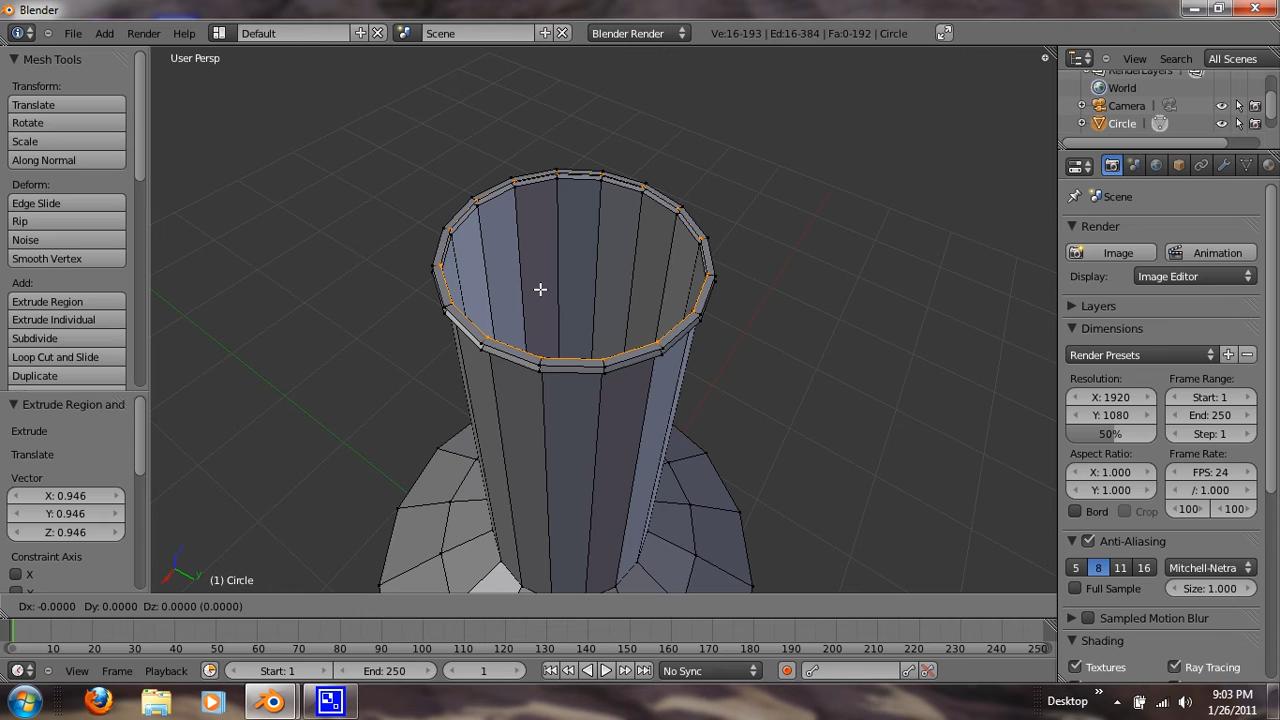 Blender
File Add Render Help Default Scene Blender Render Ve:16-193 | Ed:16-384 | Fa:0-192 | Circle
Mesh Tools
Transform:
Translate
Rotate
Scale
Along Normal
Deform:
Edge Slide
Rip
Noise
Smooth Vertex
Add:
Extrude Region
Extrude Individual
Subdivide
Loop Cut and Slide
Duplicate
Extrude Region and
Extrude
Translate
Vector
X: 0.946
Y: 0.946
Z: 0.946
Constraint Axis
X
User Persp
(1) Circle
Dx: -0.0000 Dy: 0.0000 Dz: 0.0000 (0.0000)
View Search All Scenes
RenderLayers
World
Camera
Circle
Scene
Render
Image Animation
Display: Image Editor
Layers
Dimensions
Render Presets
Resolution: Frame Range:
X: 1920 Start: 1
Y: 1080 End: 250
50% Step: 1
Aspect Ratio: Frame Rate:
X: 1.000 FPS: 24
Y: 1.000 /: 1.000
Bord Crop 100 100
Anti-Aliasing
5 8 11 16 Mitchell-Netra
Full Sample Size: 1.000
Sampled Motion Blur
Shading
Textures Ray Tracing
10 20 30 40 50 60 70 80 90 100 110 120 130 140 150 160 170 180 190 200 210 220 230 240 250
View Frame Playback Start: 1 End: 250 1 No Sync
Desktop » 9:03 PM
1/26/2011